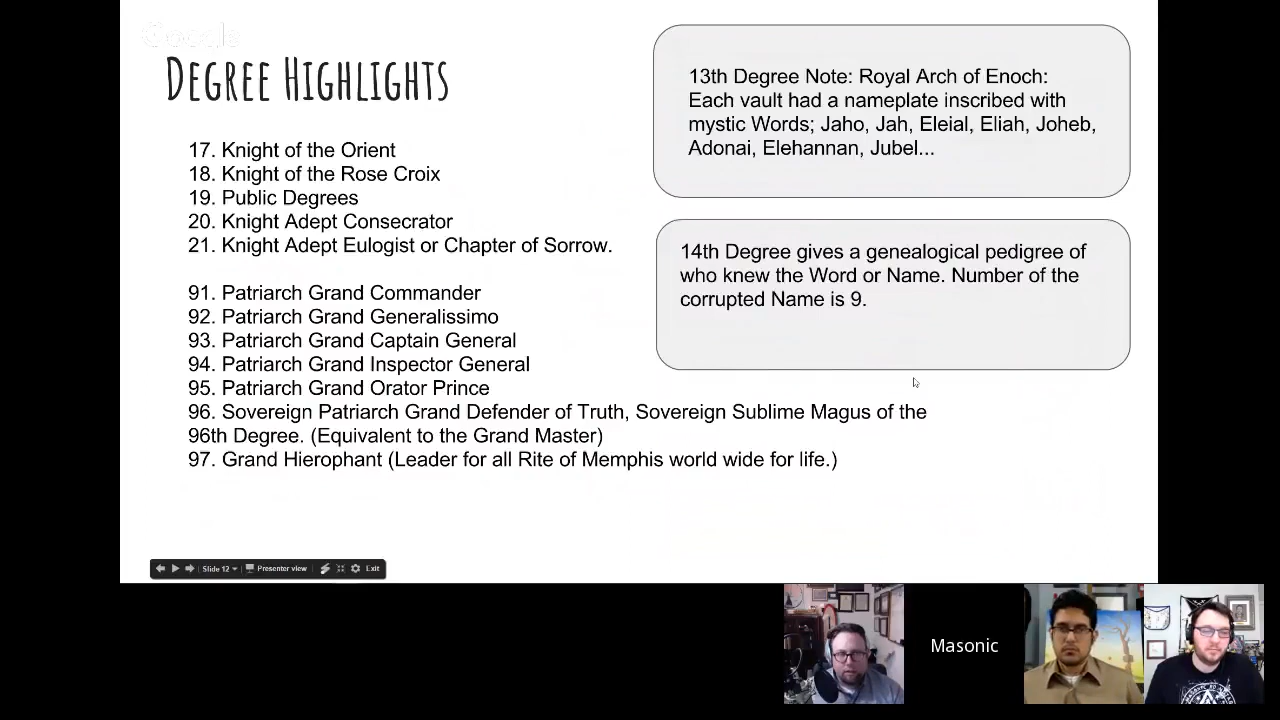 Google
DEGREE HIGHLIGHTS
17. Knight of the Orient
18. Knight of the Rose Croix
19. Public Degrees
20. Knight Adept Consecrator
21. Knight Adept Eulogist or Chapter of Sorrow.
91. Patriarch Grand Commander
92. Patriarch Grand Generalissimo
93. Patriarch Grand Captain General
94. Patriarch Grand Inspector General
95. Patriarch Grand Orator Prince
96. Sovereign Patriarch Grand Defender of Truth, Sovereign Sublime Magus of the
96th Degree. (Equivalent to the Grand Master)
97. Grand Hierophant (Leader for all Rite of Memphis world wide for life.)
13th Degree Note: Royal Arch of Enoch:
Each vault had a nameplate inscribed with
mystic Words; Jaho, Jah, Eleial, Eliah, Joheb,
Adonai, Elehannan, Jubel...
14th Degree gives a genealogical pedigree of
who knew the Word or Name. Number of the
corrupted Name is 9.
Slide 12 Presenter view Exit
Masonic